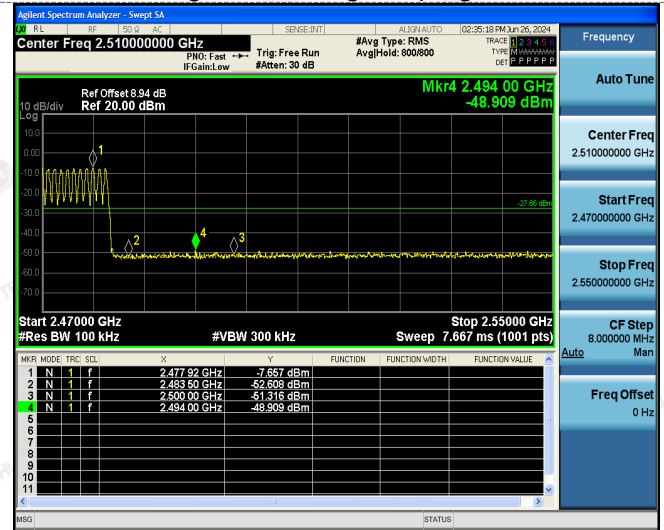 Agilent Spectrum Analyzer - Swept SA
LXI RL RF 50 Ω AC SENSE:INT ALIGN AUTO 02:35:18 PM Jun 26, 2024
Center Freq 2.510000000 GHz
PNO: Fast
IFGain:Low
Trig: Free Run
#Atten: 30 dB
#Avg Type: RMS
Avg|Hold: 800/800
TRACE 1 2 3 4 5 6
TYPE M
DET P P P P P P
Frequency
Auto Tune
Center Freq
2.510000000 GHz
Start Freq
2.470000000 GHz
Stop Freq
2.550000000 GHz
CF Step
8.000000 MHz
Auto Man
Freq Offset
0 Hz
Mkr4 2.494 00 GHz
-48.909 dBm
Ref Offset 8.94 dB
10 dB/div Ref 20.00 dBm
Log
10.0
0.00
-10.0
-20.0
-30.0
-40.0
-50.0
-60.0
-70.0
1
2
4
3
-27.66 dBm
Start 2.47000 GHz Stop 2.55000 GHz
#Res BW 100 kHz #VBW 300 kHz Sweep 7.667 ms (1001 pts)
MKR MODE TRC SCL X Y FUNCTION FUNCTION WIDTH FUNCTION VALUE
1 N 1 f 2.477 92 GHz -7.657 dBm
2 N 1 f 2.483 50 GHz -52.608 dBm
3 N 1 f 2.500 00 GHz -51.316 dBm
4 N 1 f 2.494 00 GHz -48.909 dBm
5
6
7
8
9
10
11
MSG STATUS